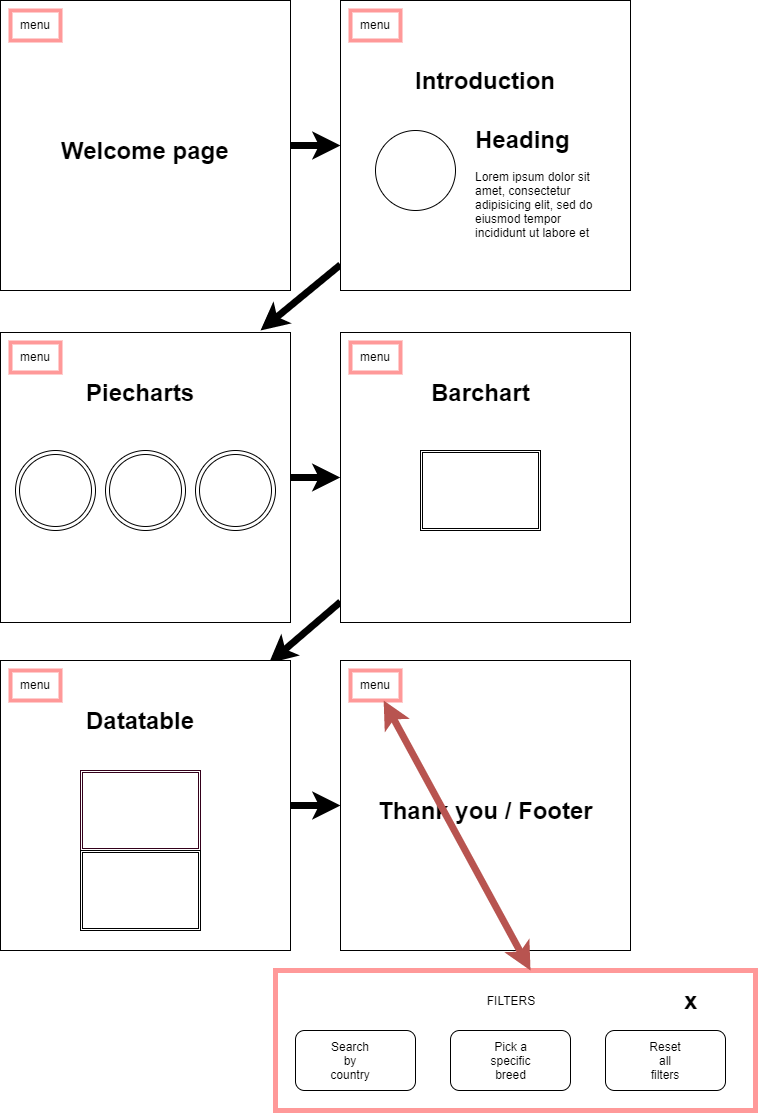 menu
Welcome page
menu
Introduction
Heading
Lorem ipsum dolor sit
amet, consectetur
adipisicing elit, sed do
eiusmod tempor
incididunt ut labore et
menu
Piecharts
menu
Barchart
menu
Datatable
menu
Thank you / Footer
FILTERS
x
Search
by
country
Pick a
specific
breed
Reset
all
filters